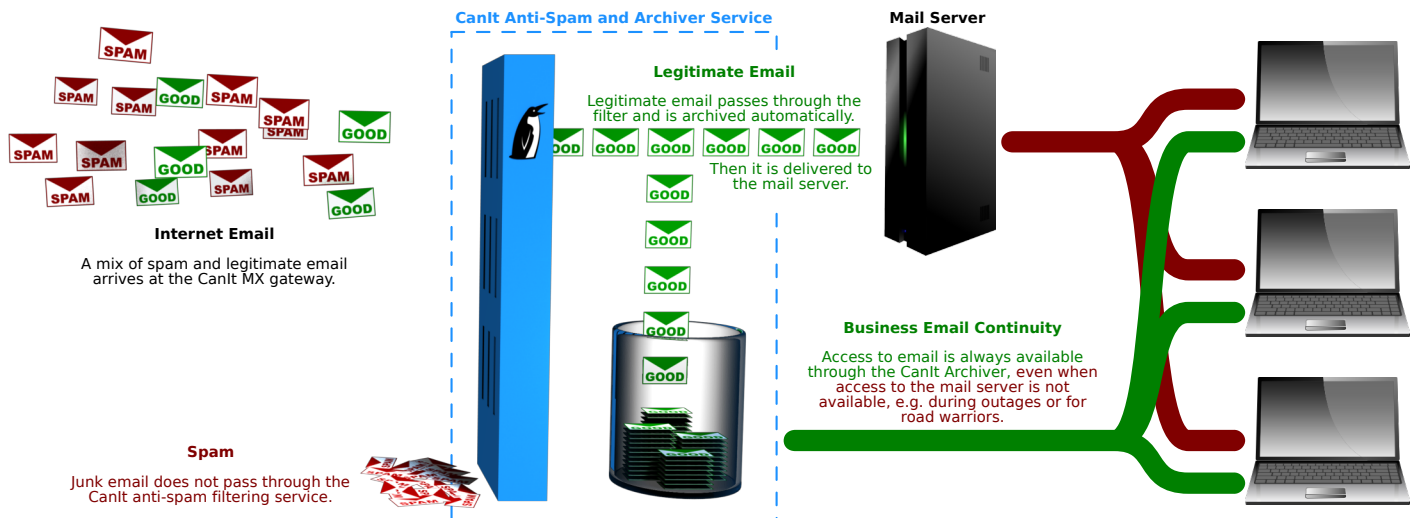 CanIt Anti-Spam and Archiver Service
Mail Server
SPAM
SPAM
SPAM
GOOD
SPAM
SPAM
SPAM
GOOD
SPAM
SPAM
SPAM
GOOD
SPAM
SPAM
GOOD
SPAM
GOOD
Internet Email
A mix of spam and legitimate email
arrives at the CanIt MX gateway.
Legitimate Email
Legitimate email passes through the
filter and is archived automatically.
GOOD
GOOD
GOOD
GOOD
GOOD
Then it is delivered to
the mail server.
GOOD
GOOD
GOOD
GOOD
GOOD
Business Email Continuity
Access to email is always available
through the CanIt Archiver, even when
access to the mail server is not
available, e.g. during outages or for
road warriors.
Spam
Junk email does not pass through the
CanIt anti-spam filtering service.
SPAM